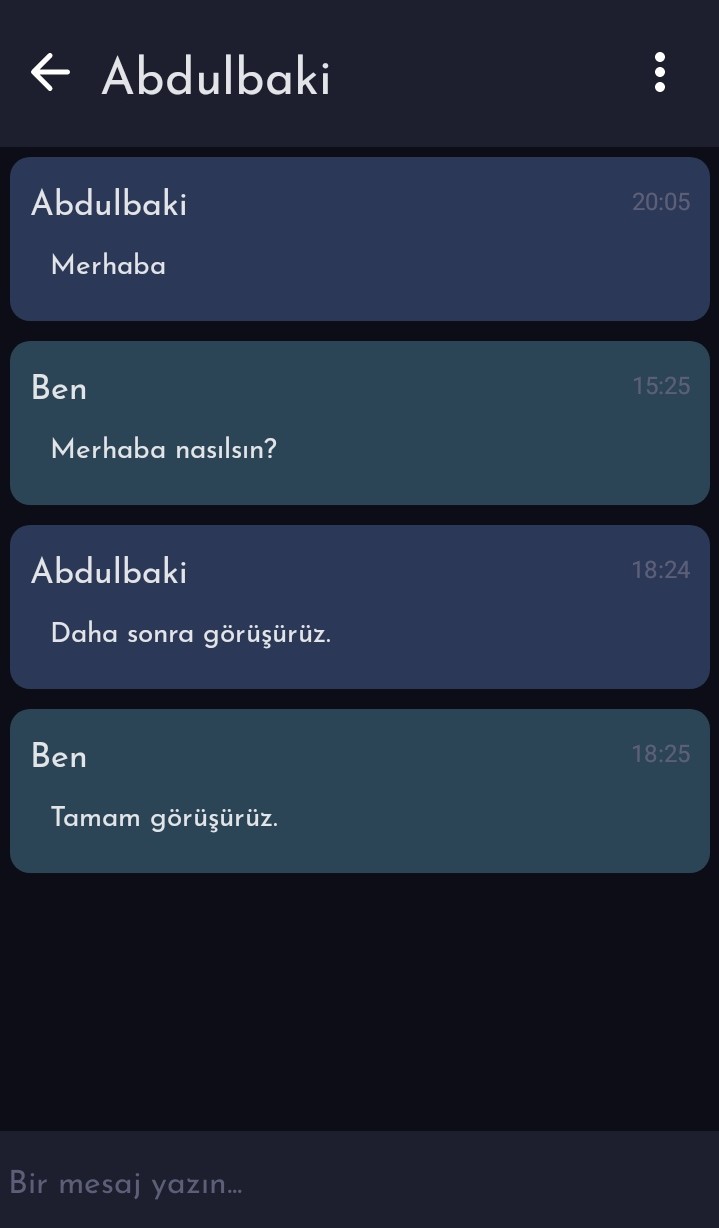 Abdulbaki
Abdulbaki 20:05
Merhaba
Ben 15:25
Merhaba nasılsın?
Abdulbaki 18:24
Daha sonra görüşürüz.
Ben 18:25
Tamam görüşürüz.
Bir mesaj yazın...